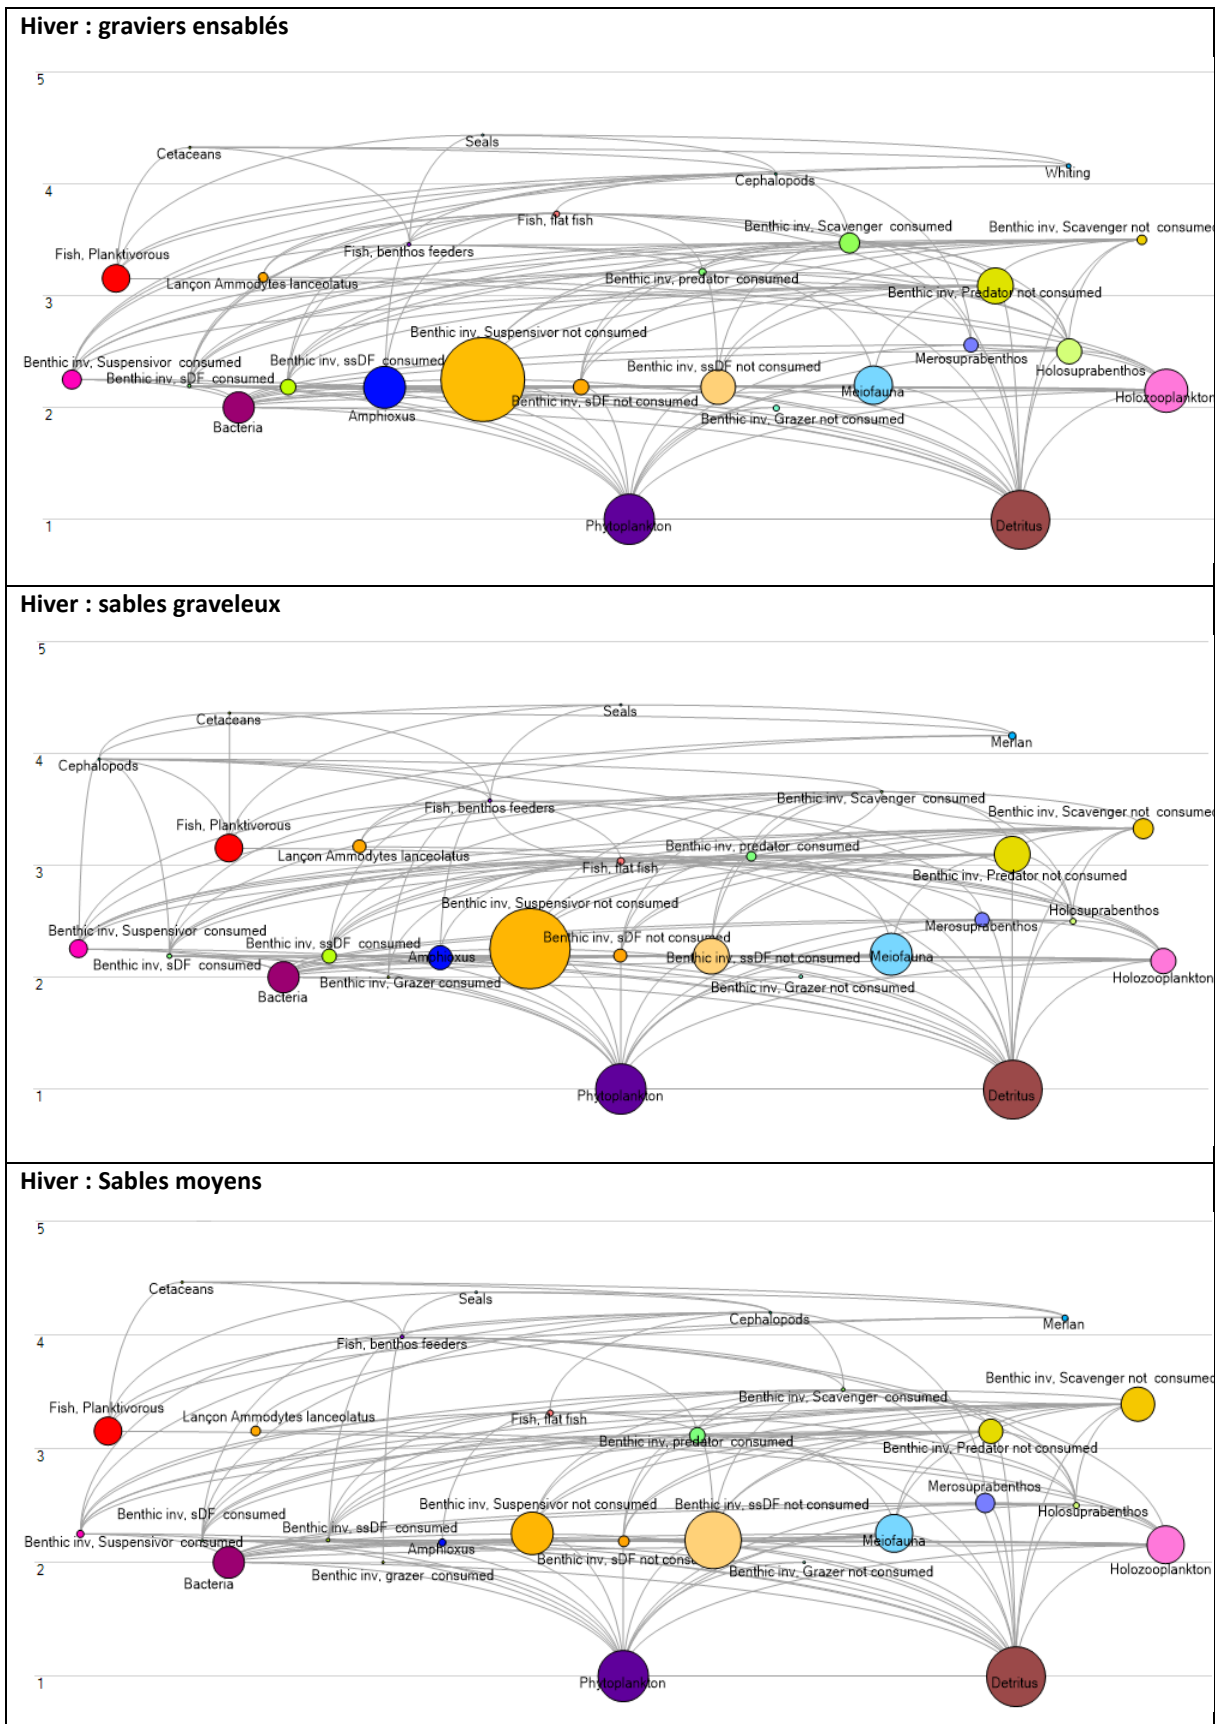 Hiver : graviers ensablés
5
Seals
Cetaceans
Whiting
Cephalopods
4
Fish, flat fish
Benthic inv, Scavenger consumed
Benthic inv, Scavenger not consumed
Fish, benthos feeders
Fish, Planktivorous
Lançon Ammodytes lanceolatus
Benthic inv, predator consumed
Benthic inv, Predator not consumed
3
Benthic inv, Suspensivor not consumed
Benthic inv, Suspensivor consumed
Benthic inv, ssDF consumed
Benthic inv, ssDF not consumed
Merosuprabenthos
Holosuprabenthos
Benthic inv, sDF consumed
Meiofauna
Holozooplankton
Benthic inv, sDF not consumed
2
Amphioxus
Benthic inv, Grazer not consumed
Bacteria
1
Phytoplankton
Detritus
Hiver : sables graveleux
5
Seals
Cetaceans
Merlan
4
Cephalopods
Benthic inv, Scavenger consumed
Fish, benthos feeders
Benthic inv, Scavenger not consumed
Fish, Planktivorous
Benthic inv, predator consumed
Lançon Ammodytes lanceolatus
3
Fish, flat fish
Benthic inv, Predator not consumed
Benthic inv, Suspensivor not consumed
Holosuprabenthos
Merosuprabenthos
Benthic inv, Suspensivor consumed
Benthic inv, ssDF consumed
Benthic inv, sDF not consumed
Benthic inv, sDF consumed
Amphioxus
Benthic inv, ssDF not consumed
Meiofauna
Holozooplankton
2
Benthic inv, Grazer consumed
Benthic inv, Grazer not consumed
Bacteria
1
Phytoplankton
Detritus
Hiver : Sables moyens
5
Cetaceans
Seals
Cephalopods
Merlan
4
Fish, benthos feeders
Benthic inv, Scavenger not consumed
Benthic inv, Scavenger consumed
Fish, Planktivorous
Lançon Ammodytes lanceolatus
Fish, flat fish
Benthic inv, predator consumed
Benthic inv, Predator not consumed
3
Merosuprabenthos
Benthic inv, Suspensivor not consumed
Benthic inv, ssDF not consumed
Benthic inv, sDF consumed
Holosuprabenthos
Benthic inv, ssDF consumed
Benthic inv, Suspensivor consumed
Amphioxus
Meiofauna
Benthic inv, sDF not cons
2
Benthic inv, grazer consumed
Benthic inv, Grazer not consumed
Holozooplankton
Bacteria
1
Phytoplankton
Detritus